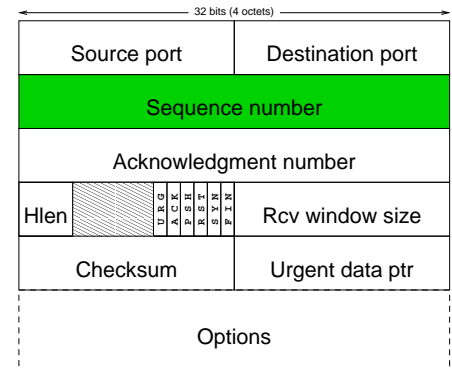 32 bits (4 octets)
Source port Destination port
Sequence number
Acknowledgment number
Hlen URG ACK PSH RST SYN FIN Rcv window size
Checksum Urgent data ptr
Options